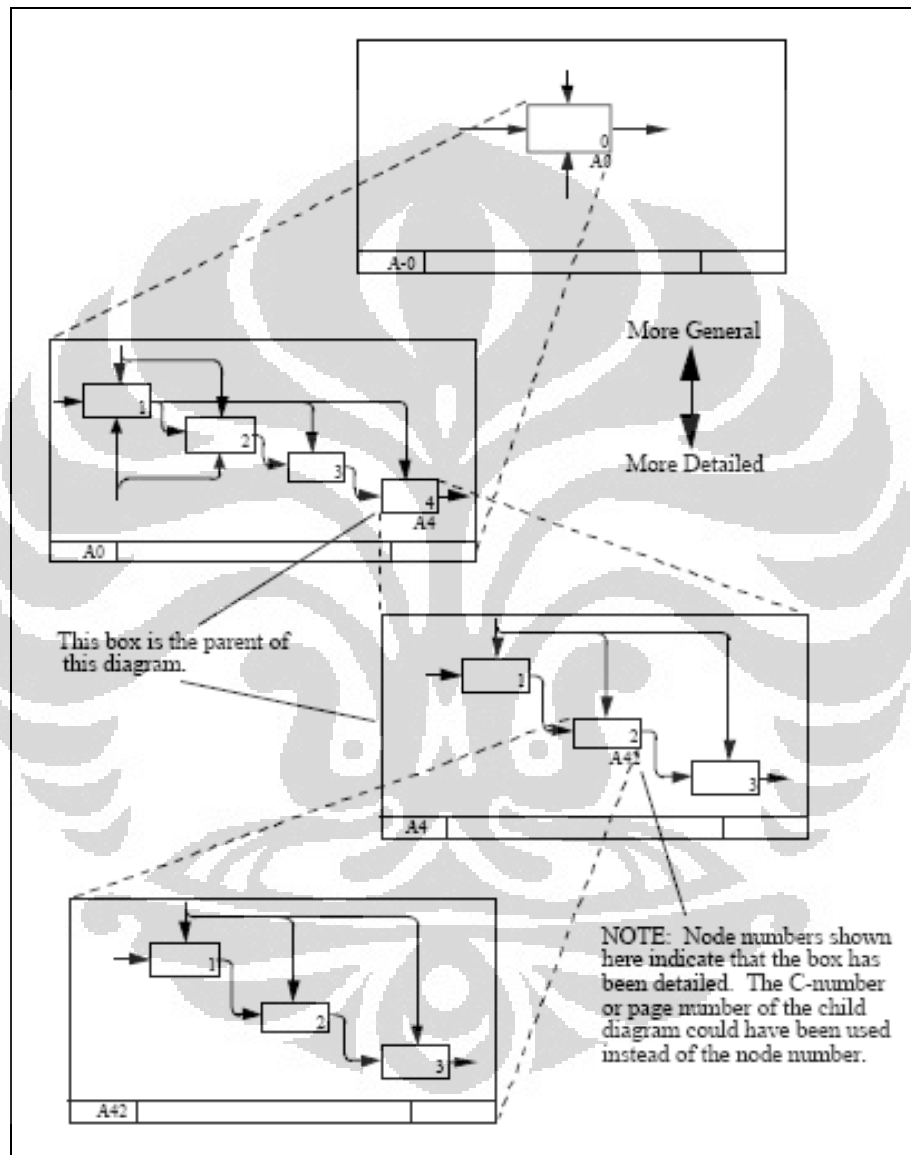 0
A0
A-0
More General
More Detailed
1
2
3
4
A4
A0
This box is the parent of
this diagram.
1
2
A42
3
A4
NOTE: Node numbers shown
here indicate that the box has
been detailed. The C-number
or page number of the child
diagram could have been used
instead of the node number.
1
2
3
A42